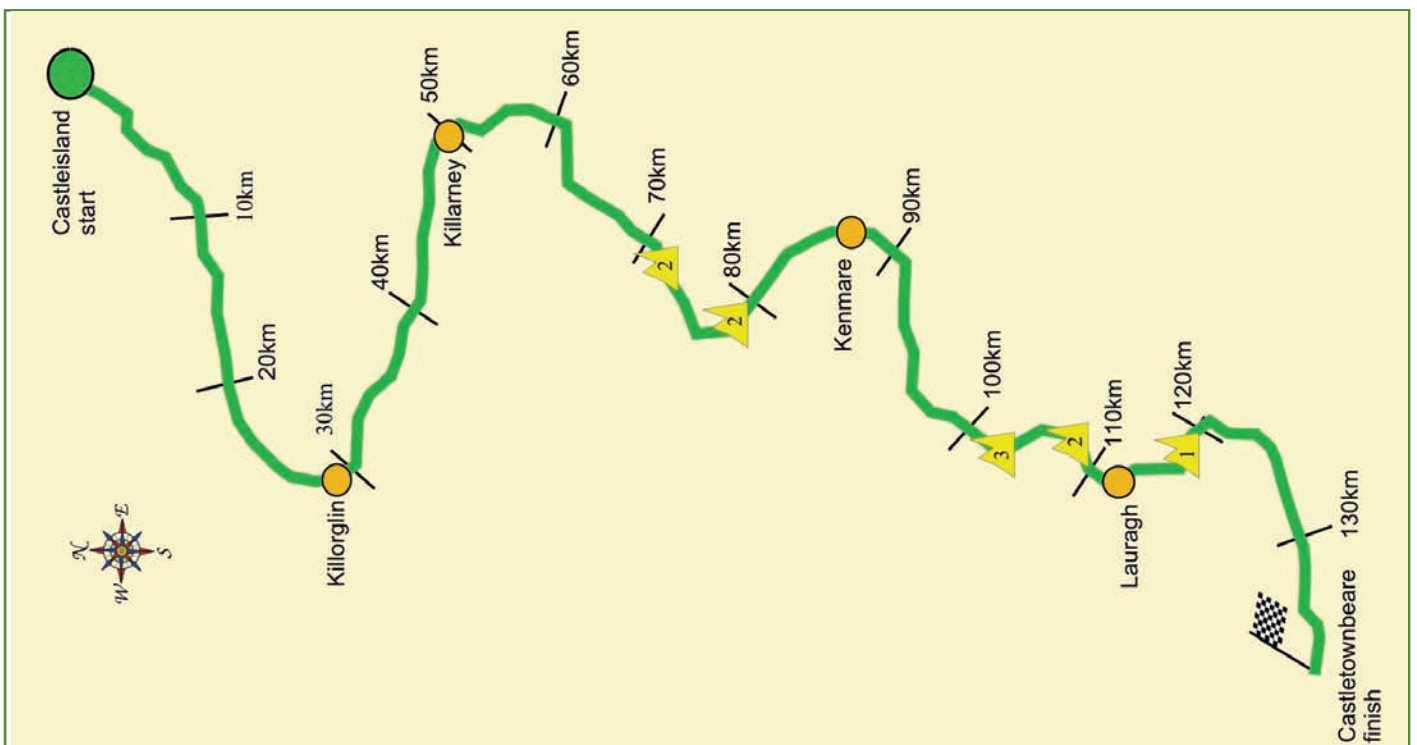 Castleisland
start
10km
20km
30km
Killorglin
40km
50km
Killarney
60km
70km
2
2
80km
Kenmare
90km
100km
3
2
110km
Lauragh
1
120km
130km
Castletownbeare
finish
N
E
S
W